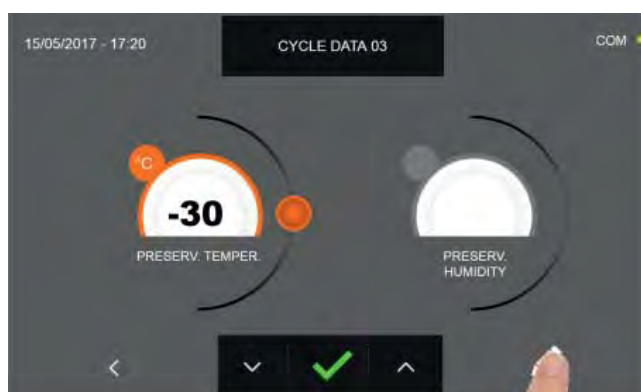 15/05/2017 - 17:20
CYCLE DATA 03
COM
°C
-30
PRESERV. TEMPER.
PRESERV.
HUMIDITY